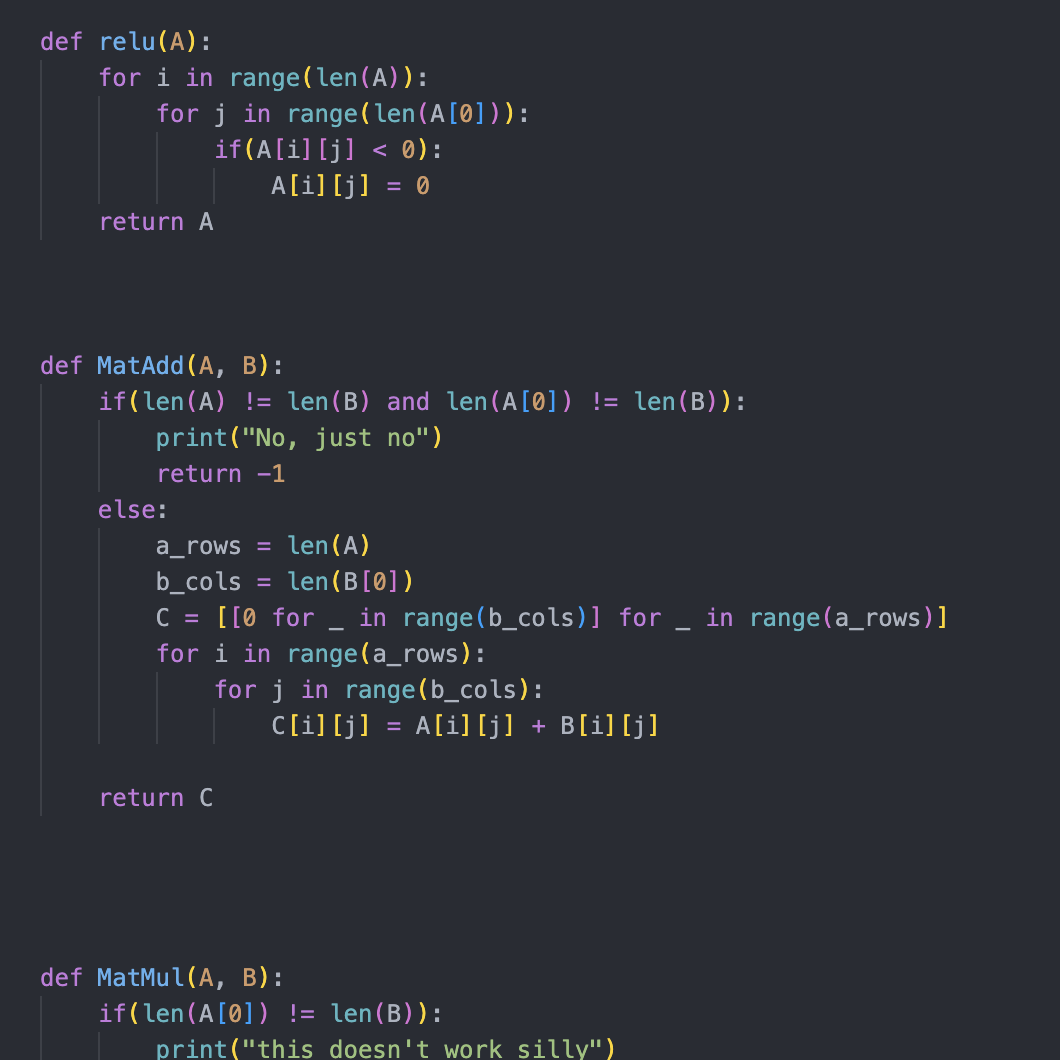 def relu(A):
    for i in range(len(A)):
        for j in range(len(A[0])):
            if(A[i][j] < 0):
                A[i][j] = 0
    return A
def MatAdd(A, B):
    if(len(A) != len(B) and len(A[0]) != len(B)):
        print("No, just no")
        return -1
    else:
        a_rows = len(A)
        b_cols = len(B[0])
        C = [[0 for _ in range(b_cols)] for _ in range(a_rows)]
        for i in range(a_rows):
            for j in range(b_cols):
                C[i][j] = A[i][j] + B[i][j]
    return C
def MatMul(A, B):
    if(len(A[0]) != len(B)):
        print("this doesn't work silly")